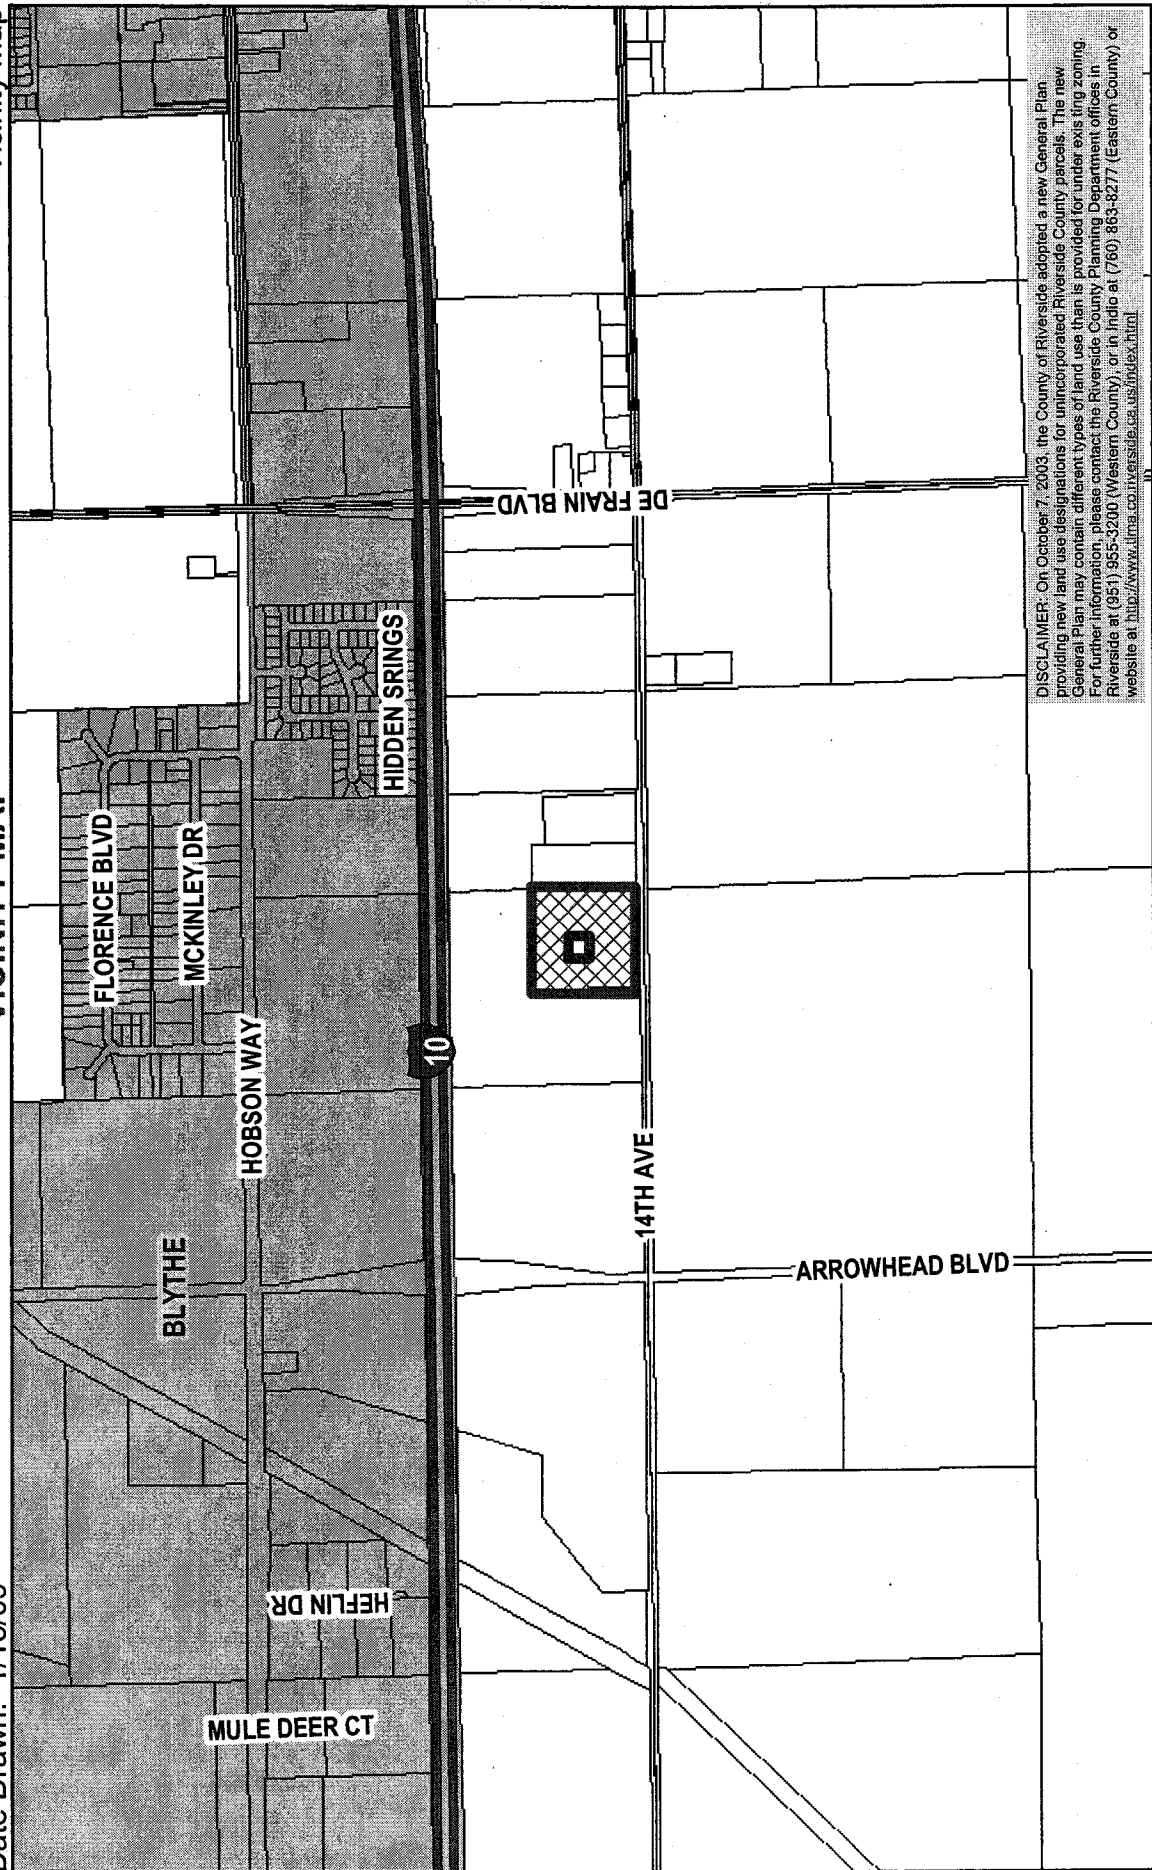 Date Drawn:
VICINITY MAP
FLORENCE BLVD
MCKINLEY DR
BLYTHE
HOBSON WAY
HIDDEN SRINGS
HEFLIN DR
MULE DEER CT
10
DE FRAIN BLVD
14TH AVE
ARROWHEAD BLVD
DISCLAIMER: On October 7, 2003, the County of Riverside adopted a new General Plan
providing new land use designations for unincorporated Riverside County parcels. The new
General Plan may contain different types of land use than is provided for under exis ting zoning.
For further information, please contact the Riverside County Planning Department offices in
Riverside at (951) 955-3200 (Western County), or in Indio at (760) 863-8277 (Eastern County) or
website at http://www.tlma.co.riverside.ca.us/index.html